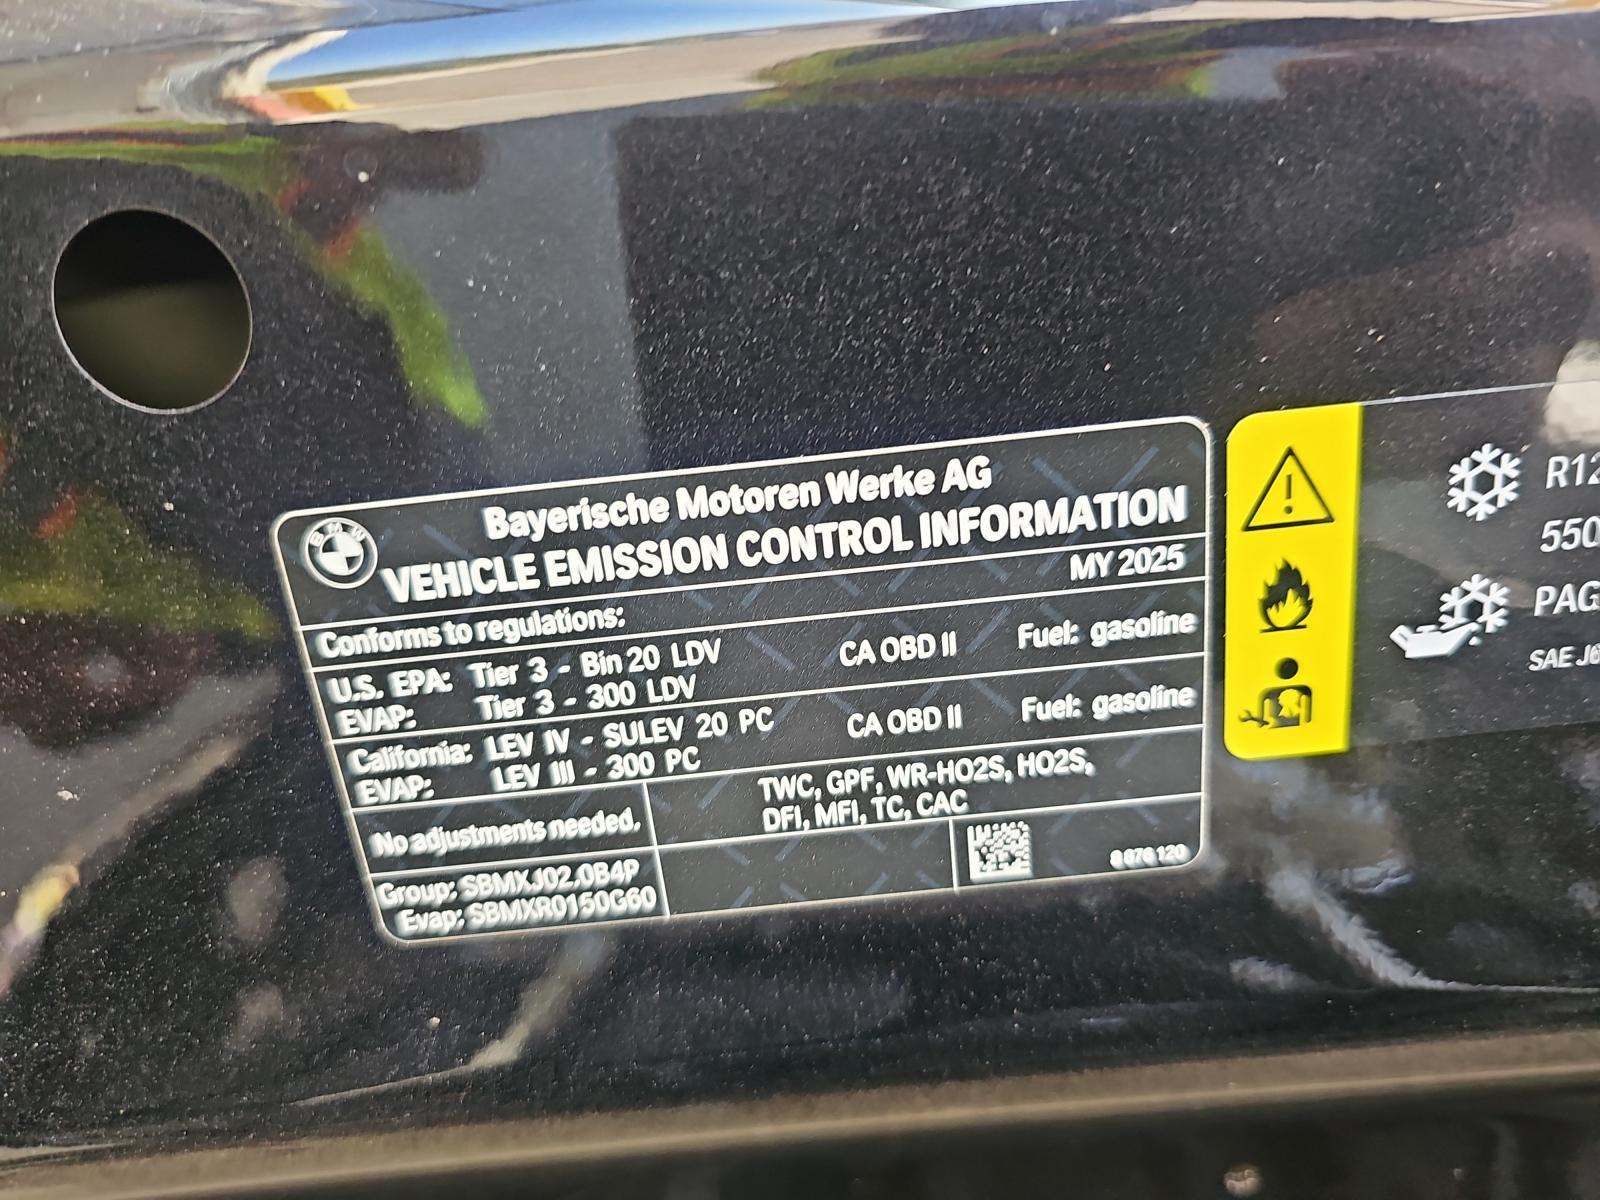 BMW
Bayerische Motoren Werke AG
VEHICLE EMISSION CONTROL INFORMATION
Conforms to regulations: MY 2025
U.S. EPA: Tier 3 - Bin 20 LDV CA OBD II Fuel: gasoline
EVAP: Tier 3 - 300 LDV
California: LEV IV - SULEV 20 PC CA OBD II Fuel: gasoline
EVAP: LEV III - 300 PC
No adjustments needed. TWC, GPF, WR-HO2S, HO2S,
DFI, MFI, TC, CAC
Group: SBMXJ02.0B4P
Evap: SBMXR0150G60
R12
550
PAG
SAE J6